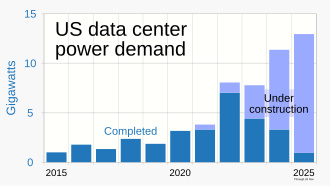 US data center
power demand
Gigawatts
15
10
5
0
Completed
Under
construction
2015
2020
2025